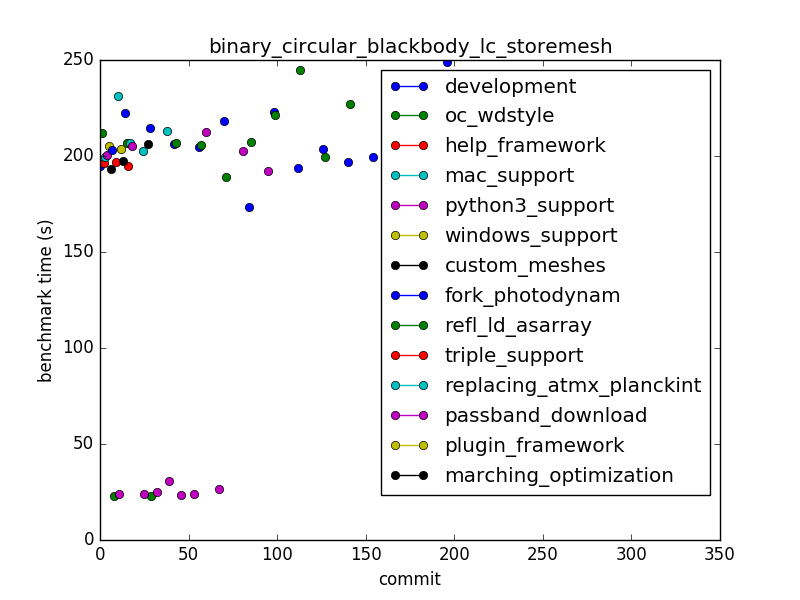 binary_circular_blackbody_lc_storemesh
250
200
150
100
50
0
benchmark time (s)
development
oc_wdstyle
help_framework
mac_support
python3_support
windows_support
custom_meshes
fork_photodynam
refl_ld_asarray
triple_support
replacing_atmx_planckint
passband_download
plugin_framework
marching_optimization
0 50 100 150 200 250 300 350
commit